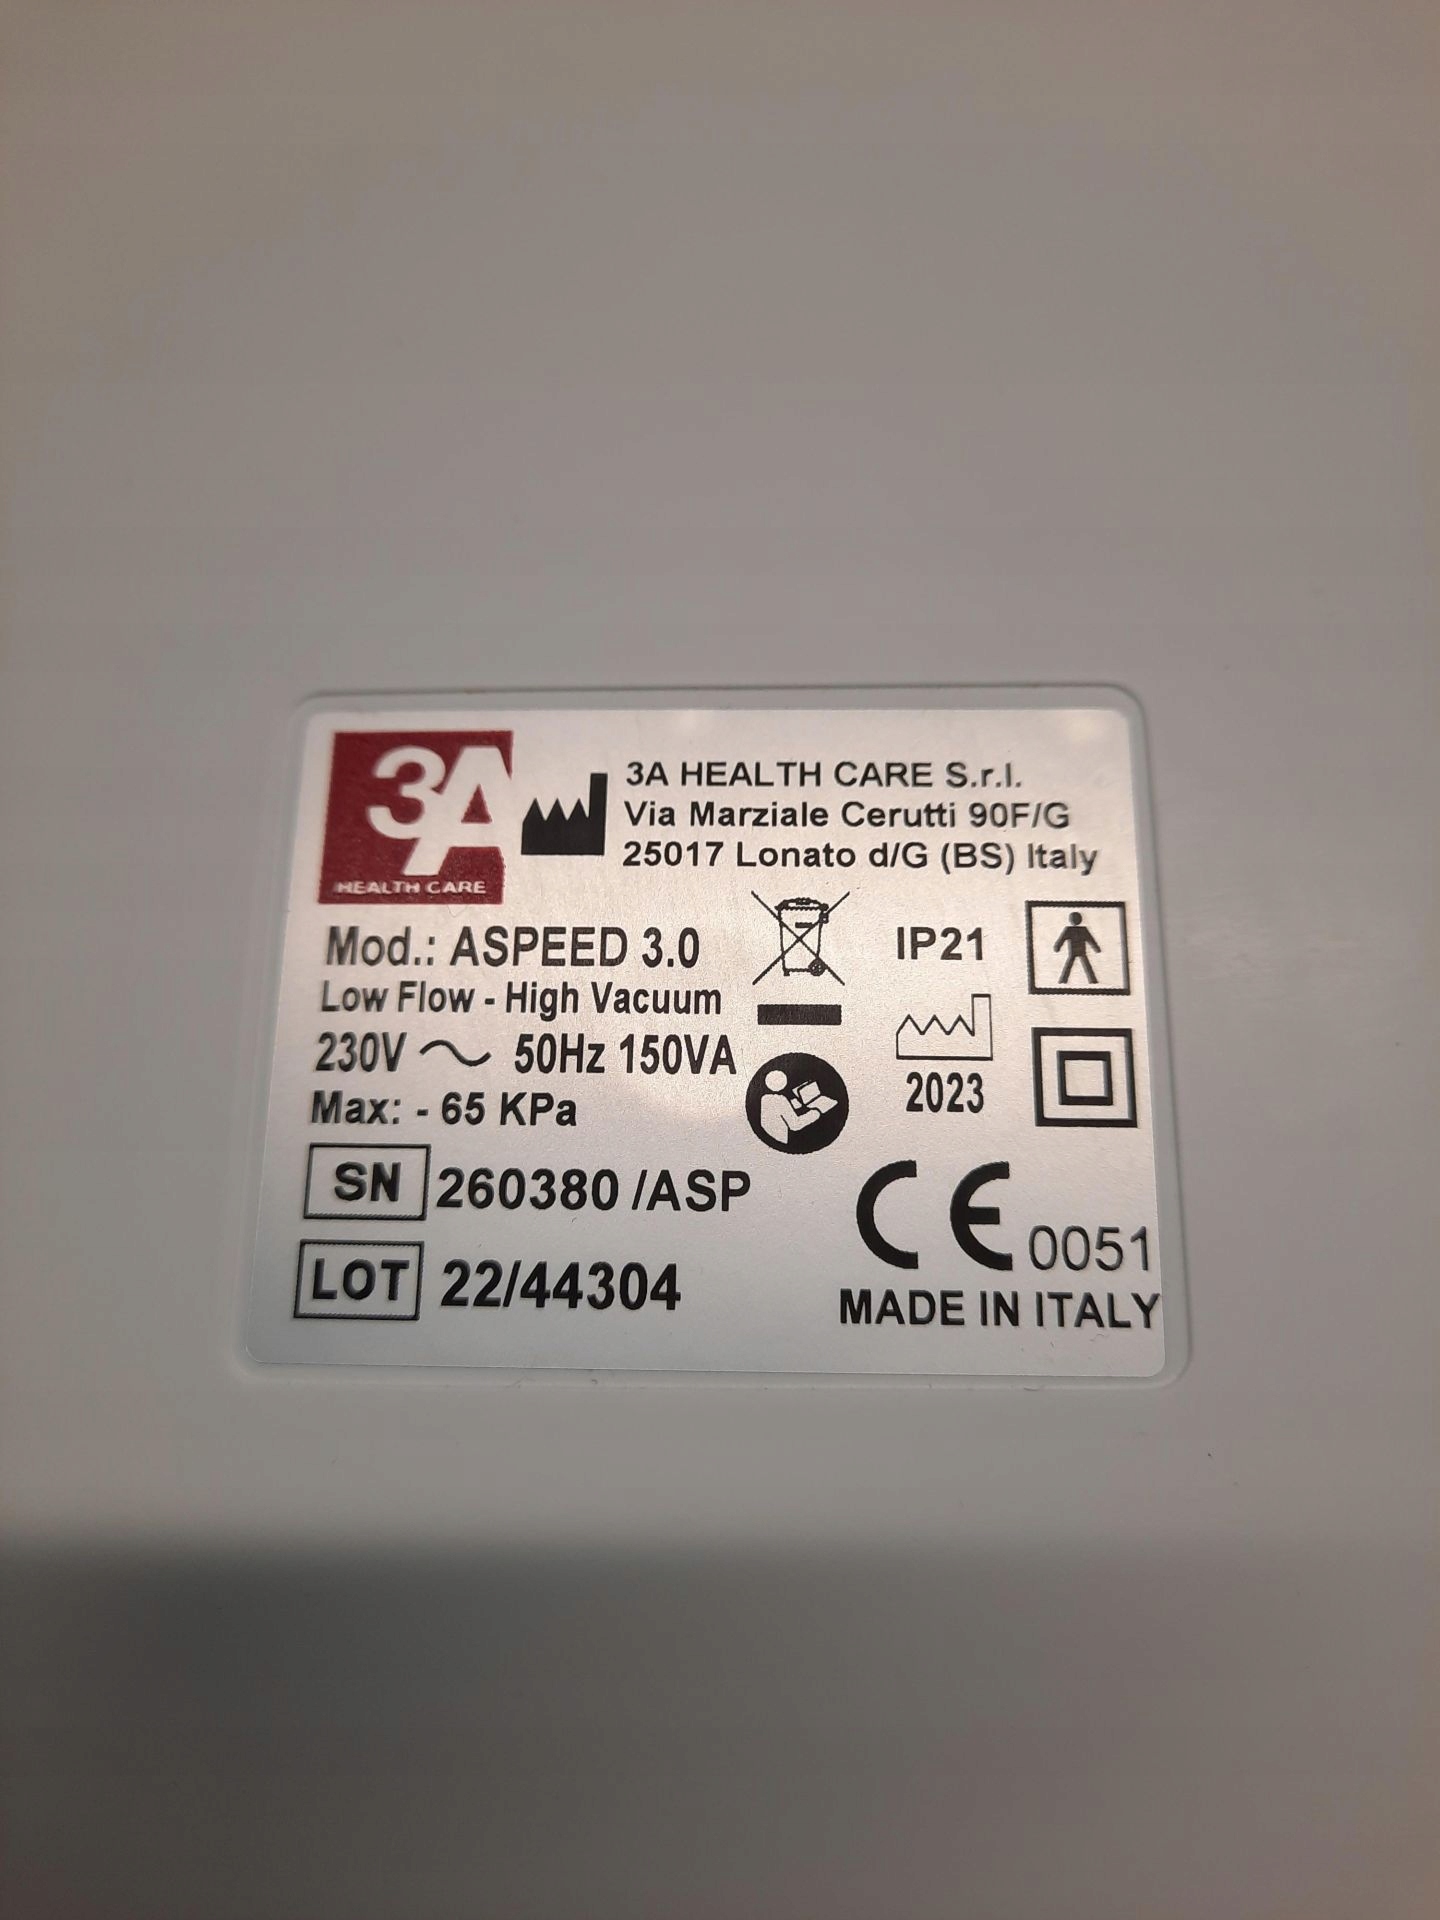 3A
HEALTH CARE
3A HEALTH CARE S.r.l.
Via Marziale Cerutti 90F/G
25017 Lonato d/G (BS) Italy
Mod.: ASPEED 3.0
Low Flow - High Vacuum
230V ~ 50Hz 150VA
Max: - 65 KPa
IP21
2023
SN 260380 /ASP
LOT 22/44304
CE 0051
MADE IN ITALY